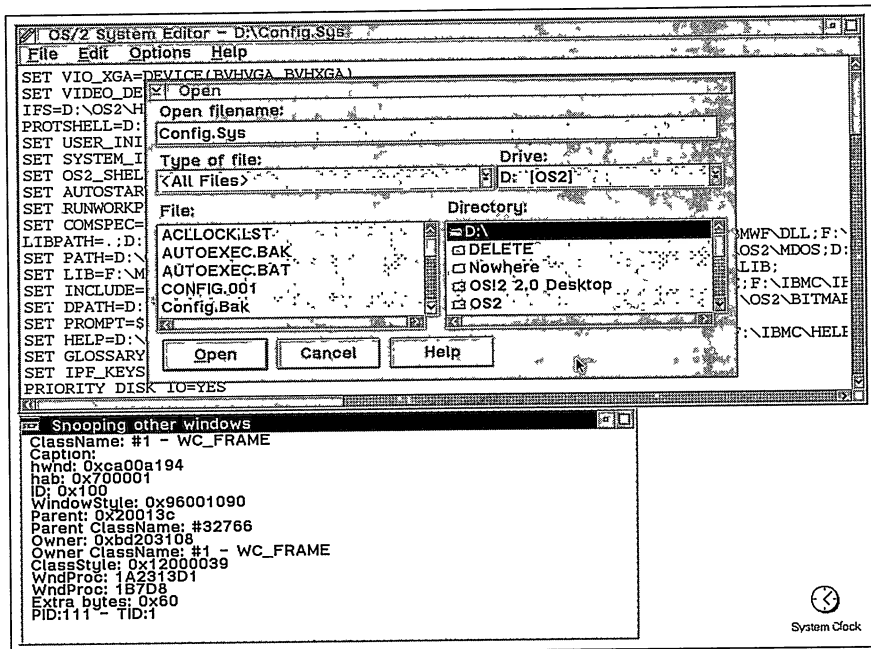 OS/2 System Editor - D:\Config.Sys
File Edit Options Help
SET VIO_XGA=DEVICE(BVHVGA,BVHXGA)
SET VIDEO_DE
IFS=D:\OS2\H
PROTSHELL=D:
SET USER_INI
SET SYSTEM_I
SET OS2_SHEL
SET AUTOSTAR
SET RUNWORKP
SET COMSPEC=
LIBPATH=.;D:
SET PATH=D:\
SET LIB=F:\M
SET INCLUDE=
SET DPATH=D:
SET PROMPT=$
SET HELP=D:\
SET GLOSSARY
SET IPF_KEYS
PRIORITY_DISK_IO=YES
MWF\DLL;F:\
OS2\MDOS;D:
LIB;
;F:\IBMC\IE
\OS2\BITMAE
:\IBMC\HELE
Open
Open filename:
Config.Sys
Type of file:
Drive:
<All Files>
D: [OS2]
File:
Directory:
ACLLOCK.LST
AUTOEXEC.BAK
AUTOEXEC.BAT
CONFIG.001
Config.Bak
D:\
DELETE
Nowhere
OS!2 2.0 Desktop
OS2
Open
Cancel
Help
Snooping other windows
ClassName: #1 - WC_FRAME
Caption:
hwnd: 0xca00a194
hab: 0x700001
ID: 0x100
WindowStyle: 0x96001090
Parent: 0x20013c
Parent ClassName: #32766
Owner: 0xbd203108
Owner ClassName: #1 - WC_FRAME
ClassStyle: 0x12000039
WndProc: 1A2313D1
WndProc: 1B7D8
Extra bytes: 0x60
PID:111 - TID:1
System Clock